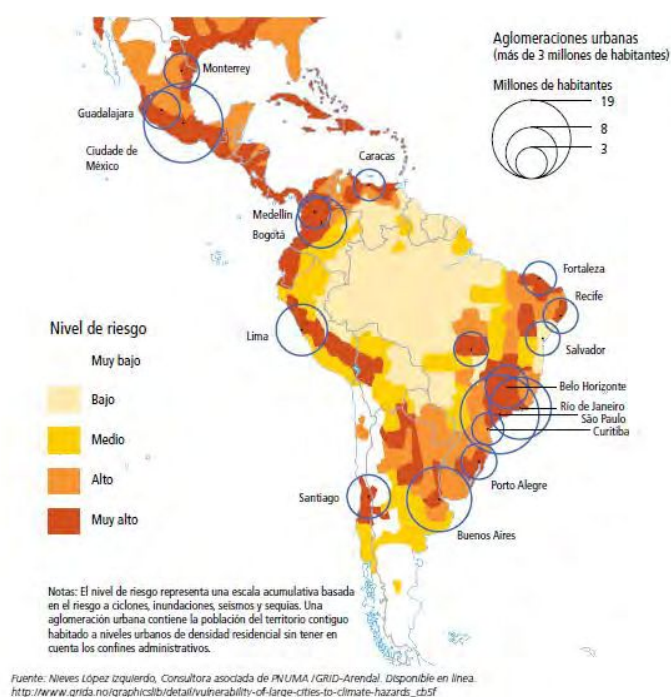 Aglomeraciones urbanas
(más de 3 millones de habitantes)
Millones de habitantes
19
8
3
Monterrey
Guadalajara
Ciudade de
México
Caracas
Medellín
Bogotá
Fortaleza
Recife
Lima
Salvador
Belo Horizonte
Río de Janeiro
São Paulo
Curitiba
Porto Alegre
Santiago
Buenos Aires
Nivel de riesgo
Muy bajo
Bajo
Medio
Alto
Muy alto
Notas: El nivel de riesgo representa una escala acumulativa basada
en el riesgo a ciclones, inundaciones, seismos y sequias. Una
aglomeración urbana contiene la población del territorio contiguo
habitado a niveles urbanos de densidad residencial sin tener en
cuenta los confines administrativos.
Fuente: Nieves López Izquierdo, Consultora asociada de PNUMA /GRID-Arendal. Disponible en línea.
http://www.grida.no/graphicslib/detail/vulnerability-of-large-cities-to-climate-hazards_cb5f